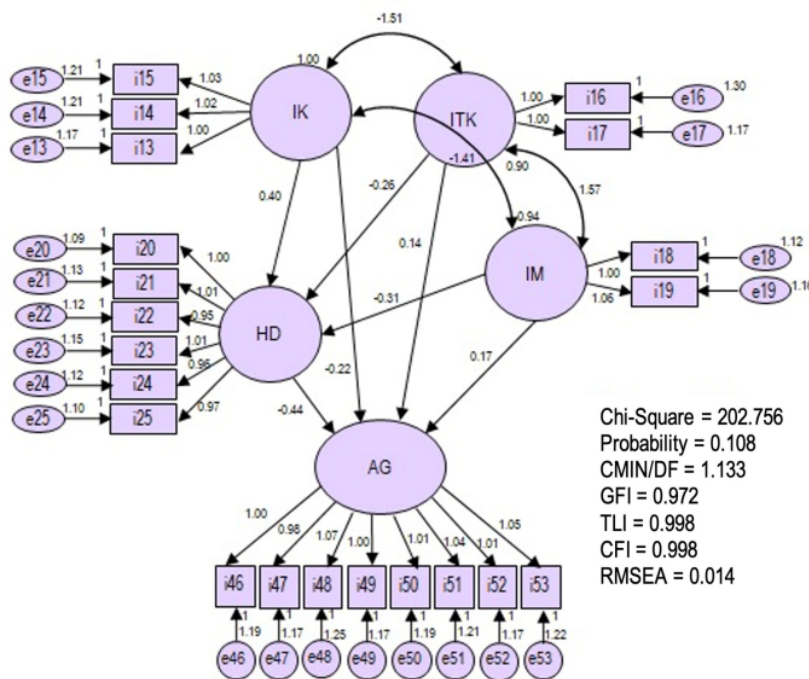 -1.51
1.00
e15 1.21 1 i15 1.03
e14 1.21 1 i14 1.02
e13 1.17 1 i13 1.00
IK
ITK
1.00 i16 1 e16 1.30
1.00 i17 1 e17 1.17
-1.41
0.90
1.57
0.40
-0.26
0.14
0.94
IM
1.00 i18 1 e18 1.12
1.06 i19 1 e19
e20 1.09 1 i20 1.00
e21 1.13 1 i21 1.01
e22 1.12 1 i22 0.95
e23 1.15 1 i23 1.01
e24 1.12 1 i24 0.96
e25 1.10 1 i25 0.97
HD
-0.31
-0.22
0.17
-0.44
AG
Chi-Square = 202.756
Probability = 0.108
CMIN/DF = 1.133
GFI = 0.972
TLI = 0.998
CFI = 0.998
RMSEA = 0.014
1.00 0.98 1.07 1.00 1.01 1.04 1.01 1.05
i46 i47 i48 i49 i50 i51 i52 i53
1 1 1 1 1 1 1 1
1.19 1.17 1.25 1.17 1.19 1.21 1.17 1.22
e46 e47 e48 e49 e50 e51 e52 e53